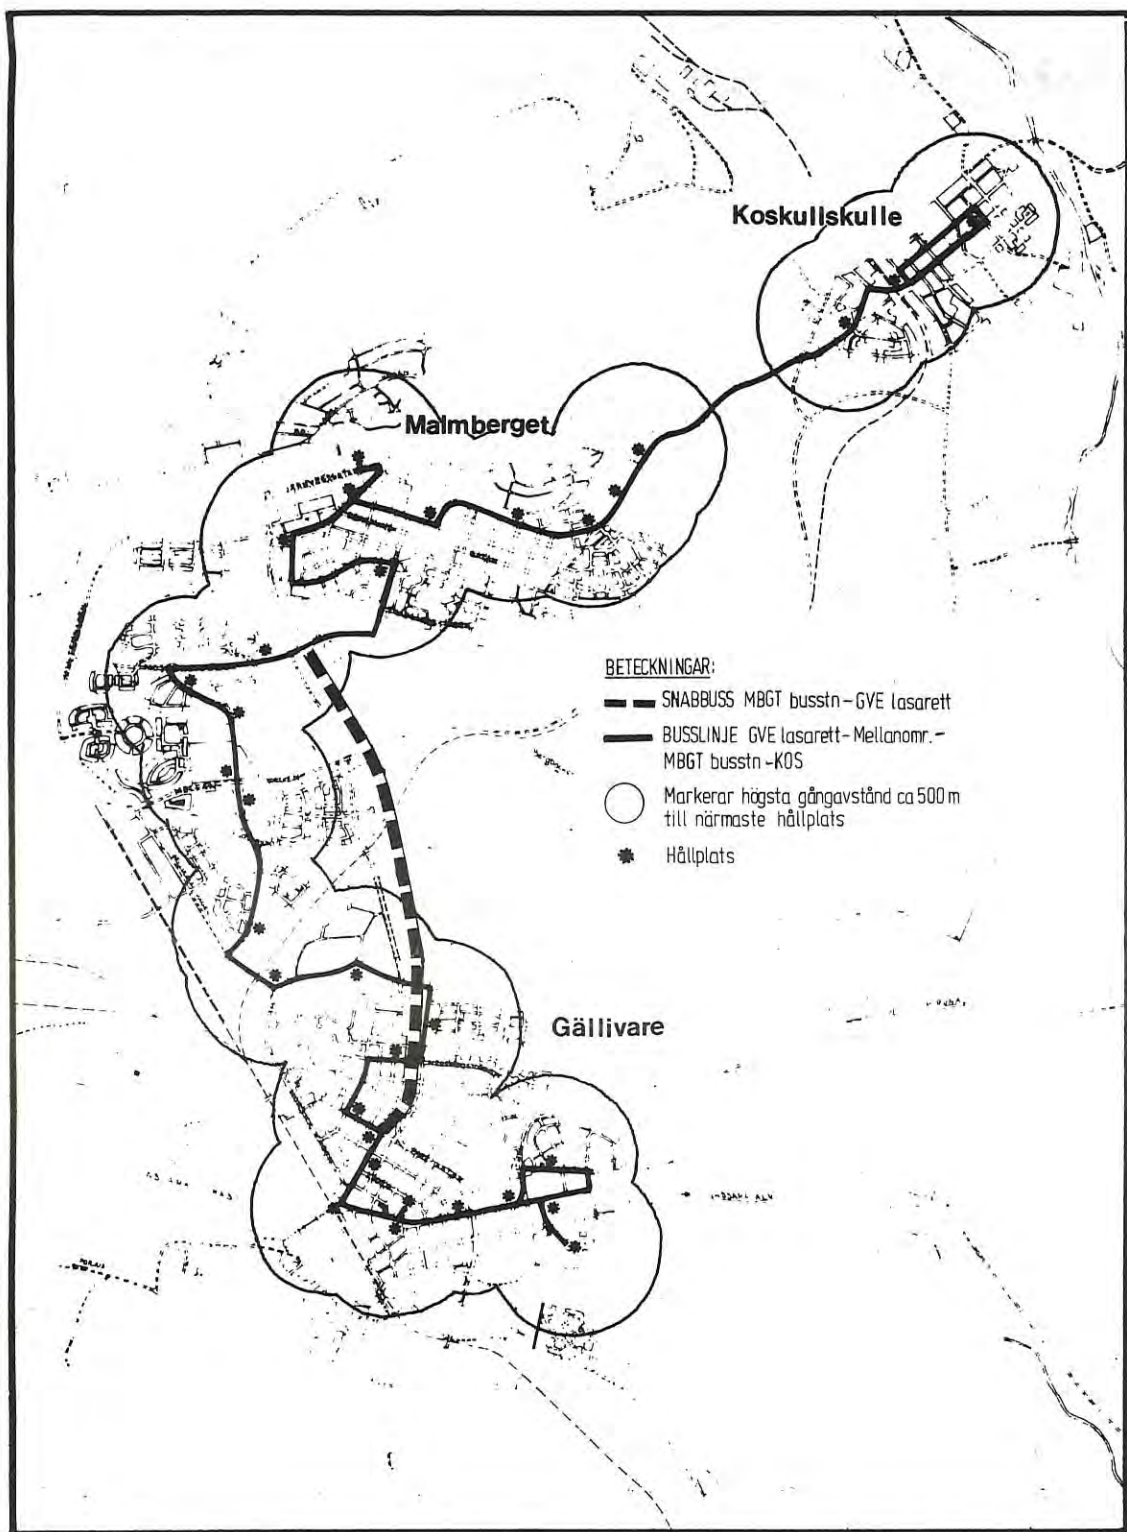 Koskullskulle
Malmberget
BETECKNINGAR:
SNABBUSS MBGT busstn-GVE lasarett
BUSSLINJE GVE lasarett-Mellanomr.-
MBGT busstn-KOS
Markerar högsta gångavstånd ca 500m
till närmaste hållplats
Hållplats
Gällivare